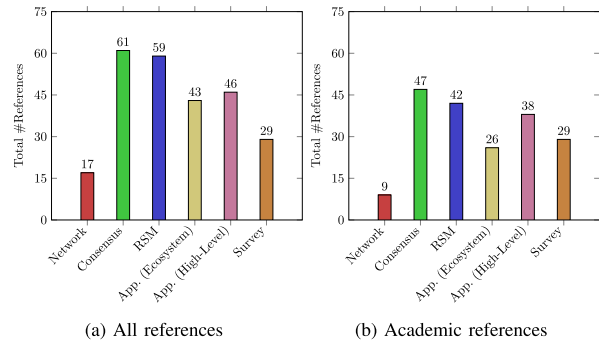 75
60
45
30
15
0
Total #References
17
61
59
43
46
29
Network
Consensus
RSM
App. (Ecosystem)
App. (High-Level)
Survey
(a) All references
75
60
45
30
15
0
Total #References
9
47
42
26
38
29
Network
Consensus
RSM
App. (Ecosystem)
App. (High-Level)
Survey
(b) Academic references